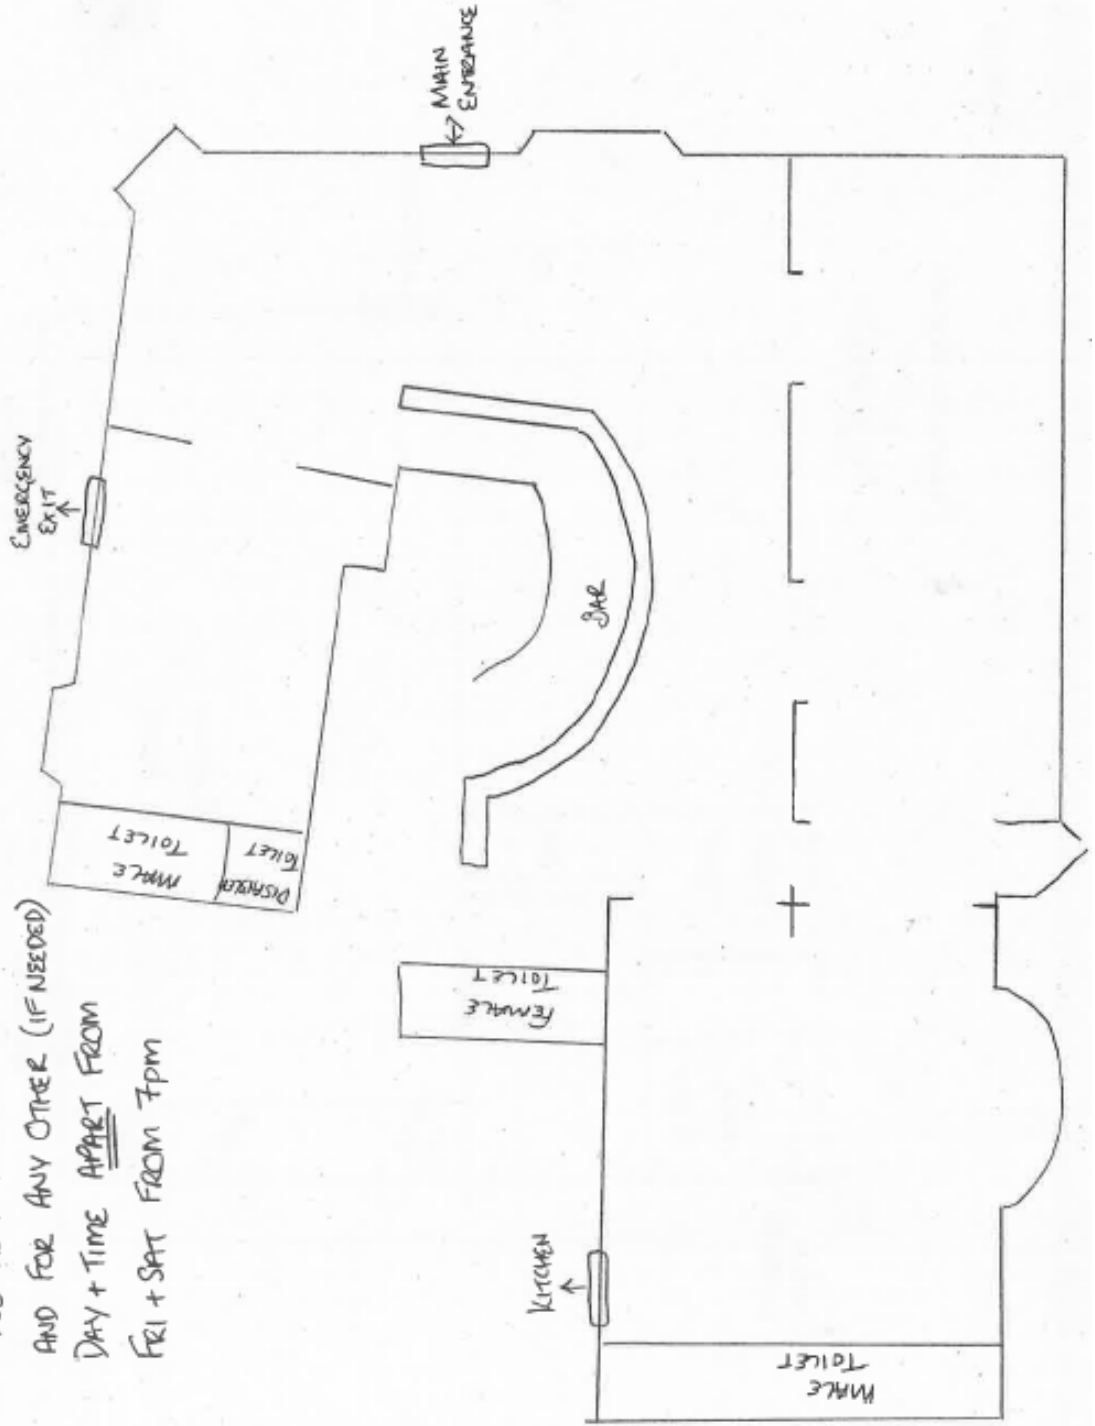 AND FOR ANY OTHER (IF NEEDED)
DAY + TIME APART FROM
FRI + SAT FROM 7pm
EMERGENCY
EXIT
MAIN
ENTRANCE
MALE
TOILET
DISABLED
TOILET
BAR
FEMALE
TOILET
KITCHEN
MALE
TOILET